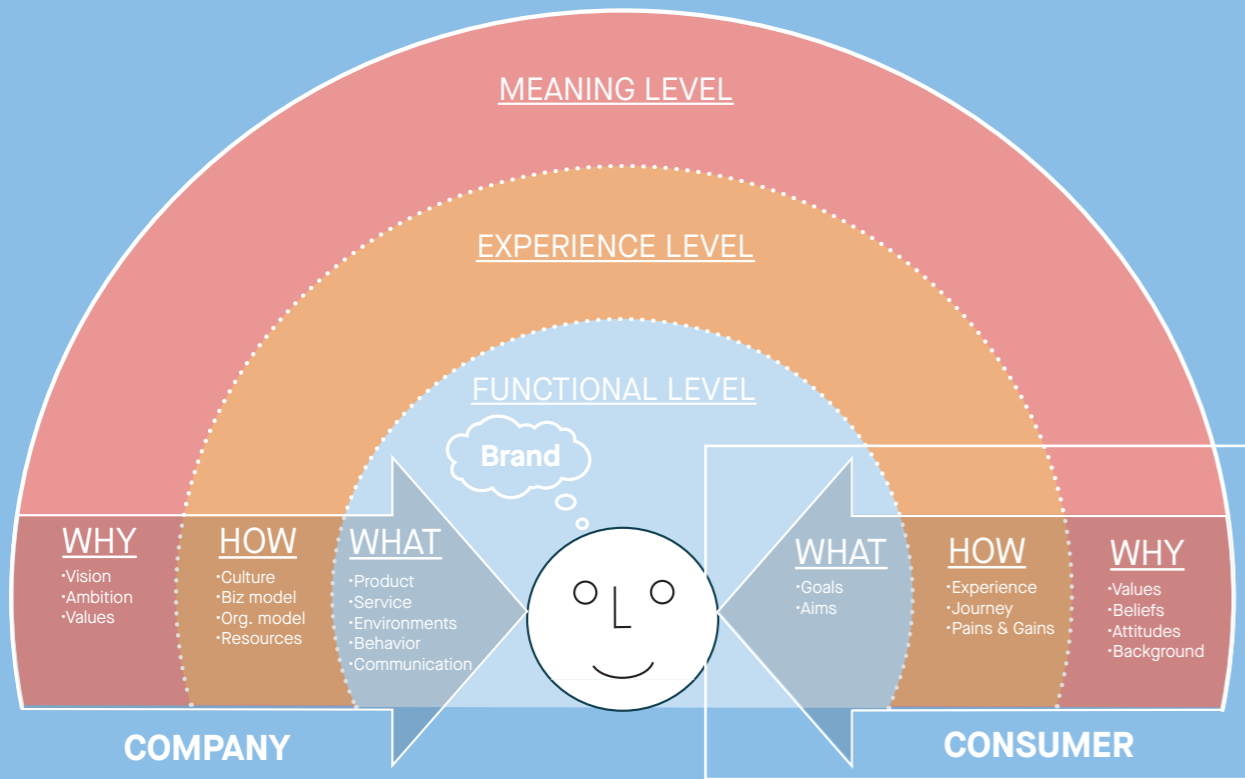 MEANING LEVEL
EXPERIENCE LEVEL
FUNCTIONAL LEVEL
Brand
WHY
·Vision
·Ambition
·Values
HOW
·Culture
·Biz model
·Org. model
·Resources
WHAT
·Product
·Service
·Environments
·Behavior
·Communication
WHAT
·Goals
·Aims
HOW
·Experience
·Journey
·Pains & Gains
WHY
·Values
·Beliefs
·Attitudes
·Background
COMPANY
CONSUMER